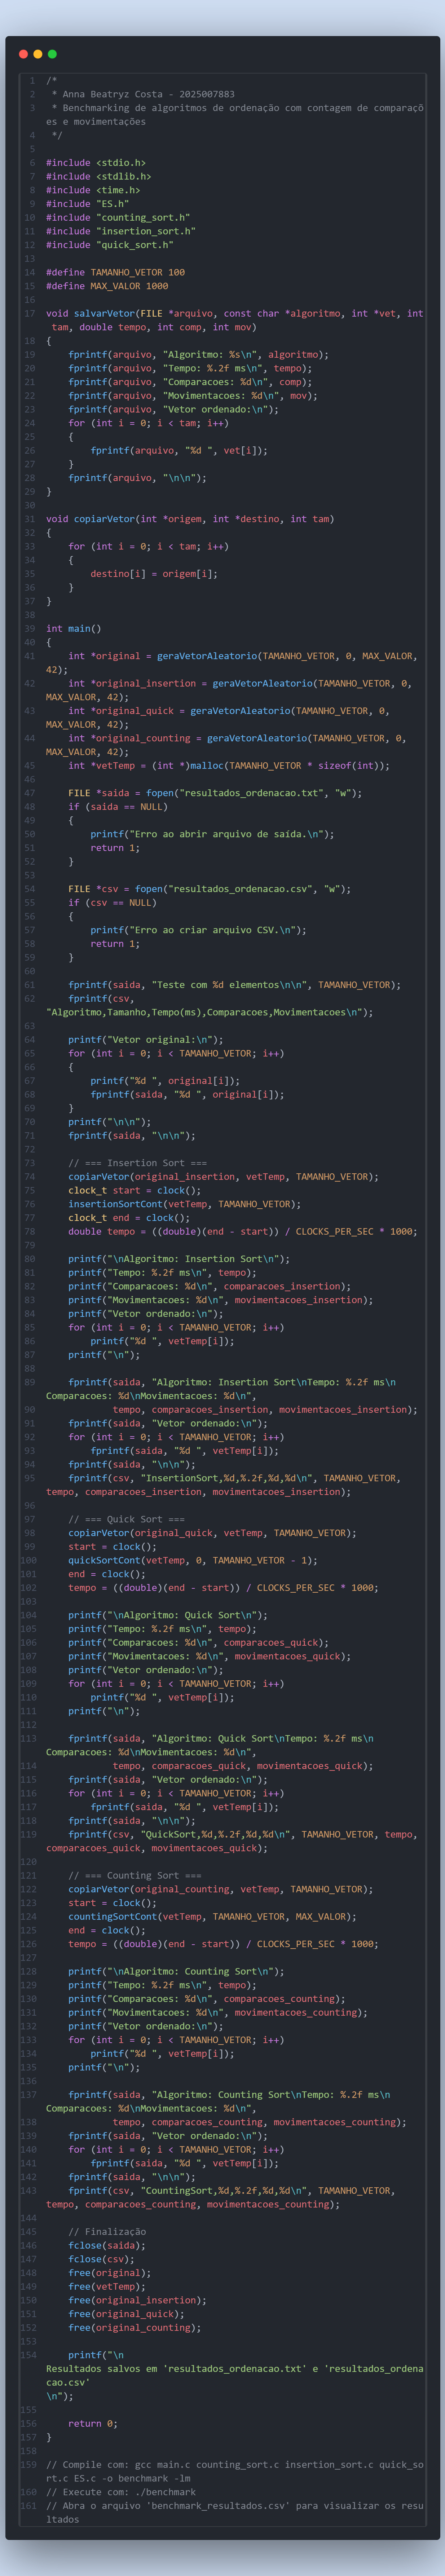 1 /*
2  * Anna Beatryz Costa - 2025007883
3  * Benchmarking de algoritmos de ordenação com contagem de comparaçõ
es e movimentações
4  */
5
6 #include <stdio.h>
7 #include <stdlib.h>
8 #include <time.h>
9 #include "ES.h"
10 #include "counting_sort.h"
11 #include "insertion_sort.h"
12 #include "quick_sort.h"
13
14 #define TAMANHO_VETOR 100
15 #define MAX_VALOR 1000
16
17 void salvarVetor(FILE *arquivo, const char *algoritmo, int *vet, int
 tam, double tempo, int comp, int mov)
18 {
19     fprintf(arquivo, "Algoritmo: %s\n", algoritmo);
20     fprintf(arquivo, "Tempo: %.2f ms\n", tempo);
21     fprintf(arquivo, "Comparacoes: %d\n", comp);
22     fprintf(arquivo, "Movimentacoes: %d\n", mov);
23     fprintf(arquivo, "Vetor ordenado:\n");
24     for (int i = 0; i < tam; i++)
25     {
26         fprintf(arquivo, "%d ", vet[i]);
27     }
28     fprintf(arquivo, "\n\n");
29 }
30
31 void copiarVetor(int *origem, int *destino, int tam)
32 {
33     for (int i = 0; i < tam; i++)
34     {
35         destino[i] = origem[i];
36     }
37 }
38
39 int main()
40 {
41     int *original = geraVetorAleatorio(TAMANHO_VETOR, 0, MAX_VALOR,
42);
42     int *original_insertion = geraVetorAleatorio(TAMANHO_VETOR, 0,
MAX_VALOR, 42);
43     int *original_quick = geraVetorAleatorio(TAMANHO_VETOR, 0,
MAX_VALOR, 42);
44     int *original_counting = geraVetorAleatorio(TAMANHO_VETOR, 0,
MAX_VALOR, 42);
45     int *vetTemp = (int *)malloc(TAMANHO_VETOR * sizeof(int));
46
47     FILE *saida = fopen("resultados_ordenacao.txt", "w");
48     if (saida == NULL)
49     {
50         printf("Erro ao abrir arquivo de saída.\n");
51         return 1;
52     }
53
54     FILE *csv = fopen("resultados_ordenacao.csv", "w");
55     if (csv == NULL)
56     {
57         printf("Erro ao criar arquivo CSV.\n");
58         return 1;
59     }
60
61     fprintf(saida, "Teste com %d elementos\n\n", TAMANHO_VETOR);
62     fprintf(csv,
"Algoritmo,Tamanho,Tempo(ms),Comparacoes,Movimentacoes\n");
63
64     printf("Vetor original:\n");
65     for (int i = 0; i < TAMANHO_VETOR; i++)
66     {
67         printf("%d ", original[i]);
68         fprintf(saida, "%d ", original[i]);
69     }
70     printf("\n\n");
71     fprintf(saida, "\n\n");
72
73     // === Insertion Sort ===
74     copiarVetor(original_insertion, vetTemp, TAMANHO_VETOR);
75     clock_t start = clock();
76     insertionSortCont(vetTemp, TAMANHO_VETOR);
77     clock_t end = clock();
78     double tempo = ((double)(end - start)) / CLOCKS_PER_SEC * 1000;
79
80     printf("\nAlgoritmo: Insertion Sort\n");
81     printf("Tempo: %.2f ms\n", tempo);
82     printf("Comparacoes: %d\n", comparacoes_insertion);
83     printf("Movimentacoes: %d\n", movimentacoes_insertion);
84     printf("Vetor ordenado:\n");
85     for (int i = 0; i < TAMANHO_VETOR; i++)
86         printf("%d ", vetTemp[i]);
87     printf("\n");
88
89     fprintf(saida, "Algoritmo: Insertion Sort\nTempo: %.2f ms\n
Comparacoes: %d\nMovimentacoes: %d\n",
90             tempo, comparacoes_insertion, movimentacoes_insertion);
91     fprintf(saida, "Vetor ordenado:\n");
92     for (int i = 0; i < TAMANHO_VETOR; i++)
93         fprintf(saida, "%d ", vetTemp[i]);
94     fprintf(saida, "\n\n");
95     fprintf(csv, "InsertionSort,%d,%.2f,%d,%d\n", TAMANHO_VETOR,
tempo, comparacoes_insertion, movimentacoes_insertion);
96
97     // === Quick Sort ===
98     copiarVetor(original_quick, vetTemp, TAMANHO_VETOR);
99     start = clock();
100     quickSortCont(vetTemp, 0, TAMANHO_VETOR - 1);
101     end = clock();
102     tempo = ((double)(end - start)) / CLOCKS_PER_SEC * 1000;
103
104     printf("\nAlgoritmo: Quick Sort\n");
105     printf("Tempo: %.2f ms\n", tempo);
106     printf("Comparacoes: %d\n", comparacoes_quick);
107     printf("Movimentacoes: %d\n", movimentacoes_quick);
108     printf("Vetor ordenado:\n");
109     for (int i = 0; i < TAMANHO_VETOR; i++)
110         printf("%d ", vetTemp[i]);
111     printf("\n");
112
113     fprintf(saida, "Algoritmo: Quick Sort\nTempo: %.2f ms\n
Comparacoes: %d\nMovimentacoes: %d\n",
114             tempo, comparacoes_quick, movimentacoes_quick);
115     fprintf(saida, "Vetor ordenado:\n");
116     for (int i = 0; i < TAMANHO_VETOR; i++)
117         fprintf(saida, "%d ", vetTemp[i]);
118     fprintf(saida, "\n\n");
119     fprintf(csv, "QuickSort,%d,%.2f,%d,%d\n", TAMANHO_VETOR, tempo,
comparacoes_quick, movimentacoes_quick);
120
121     // === Counting Sort ===
122     copiarVetor(original_counting, vetTemp, TAMANHO_VETOR);
123     start = clock();
124     countingSortCont(vetTemp, TAMANHO_VETOR, MAX_VALOR);
125     end = clock();
126     tempo = ((double)(end - start)) / CLOCKS_PER_SEC * 1000;
127
128     printf("\nAlgoritmo: Counting Sort\n");
129     printf("Tempo: %.2f ms\n", tempo);
130     printf("Comparacoes: %d\n", comparacoes_counting);
131     printf("Movimentacoes: %d\n", movimentacoes_counting);
132     printf("Vetor ordenado:\n");
133     for (int i = 0; i < TAMANHO_VETOR; i++)
134         printf("%d ", vetTemp[i]);
135     printf("\n");
136
137     fprintf(saida, "Algoritmo: Counting Sort\nTempo: %.2f ms\n
Comparacoes: %d\nMovimentacoes: %d\n",
138             tempo, comparacoes_counting, movimentacoes_counting);
139     fprintf(saida, "Vetor ordenado:\n");
140     for (int i = 0; i < TAMANHO_VETOR; i++)
141         fprintf(saida, "%d ", vetTemp[i]);
142     fprintf(saida, "\n\n");
143     fprintf(csv, "CountingSort,%d,%.2f,%d,%d\n", TAMANHO_VETOR,
tempo, comparacoes_counting, movimentacoes_counting);
144
145     // Finalização
146     fclose(saida);
147     fclose(csv);
148     free(original);
149     free(vetTemp);
150     free(original_insertion);
151     free(original_quick);
152     free(original_counting);
153
154     printf("\n
Resultados salvos em 'resultados_ordenacao.txt' e 'resultados_ordena
cao.csv'
\n");
155
156     return 0;
157 }
158
159 // Compile com: gcc main.c counting_sort.c insertion_sort.c quick_so
rt.c ES.c -o benchmark -lm
160 // Execute com: ./benchmark
161 // Abra o arquivo 'benchmark_resultados.csv' para visualizar os resu
ltados